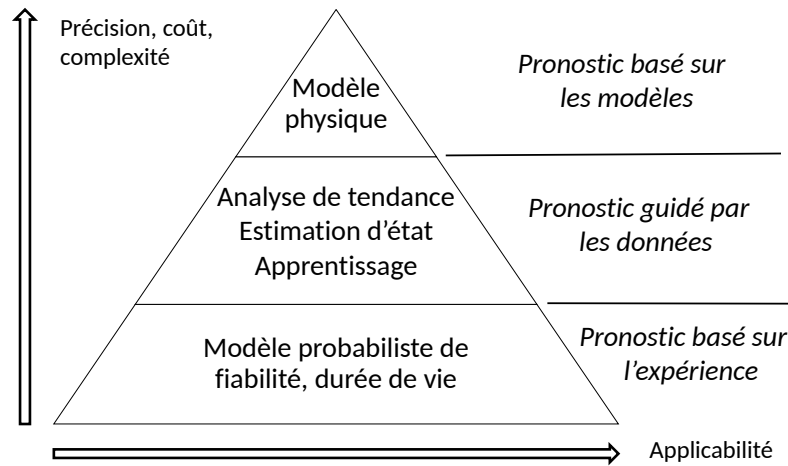 Précision, coût,
complexité
Modèle
physique
Pronostic basé sur
les modèles
Analyse de tendance
Estimation d’état
Apprentissage
Pronostic guidé par
les données
Modèle probabiliste de
fiabilité, durée de vie
Pronostic basé sur
l’expérience
Applicabilité